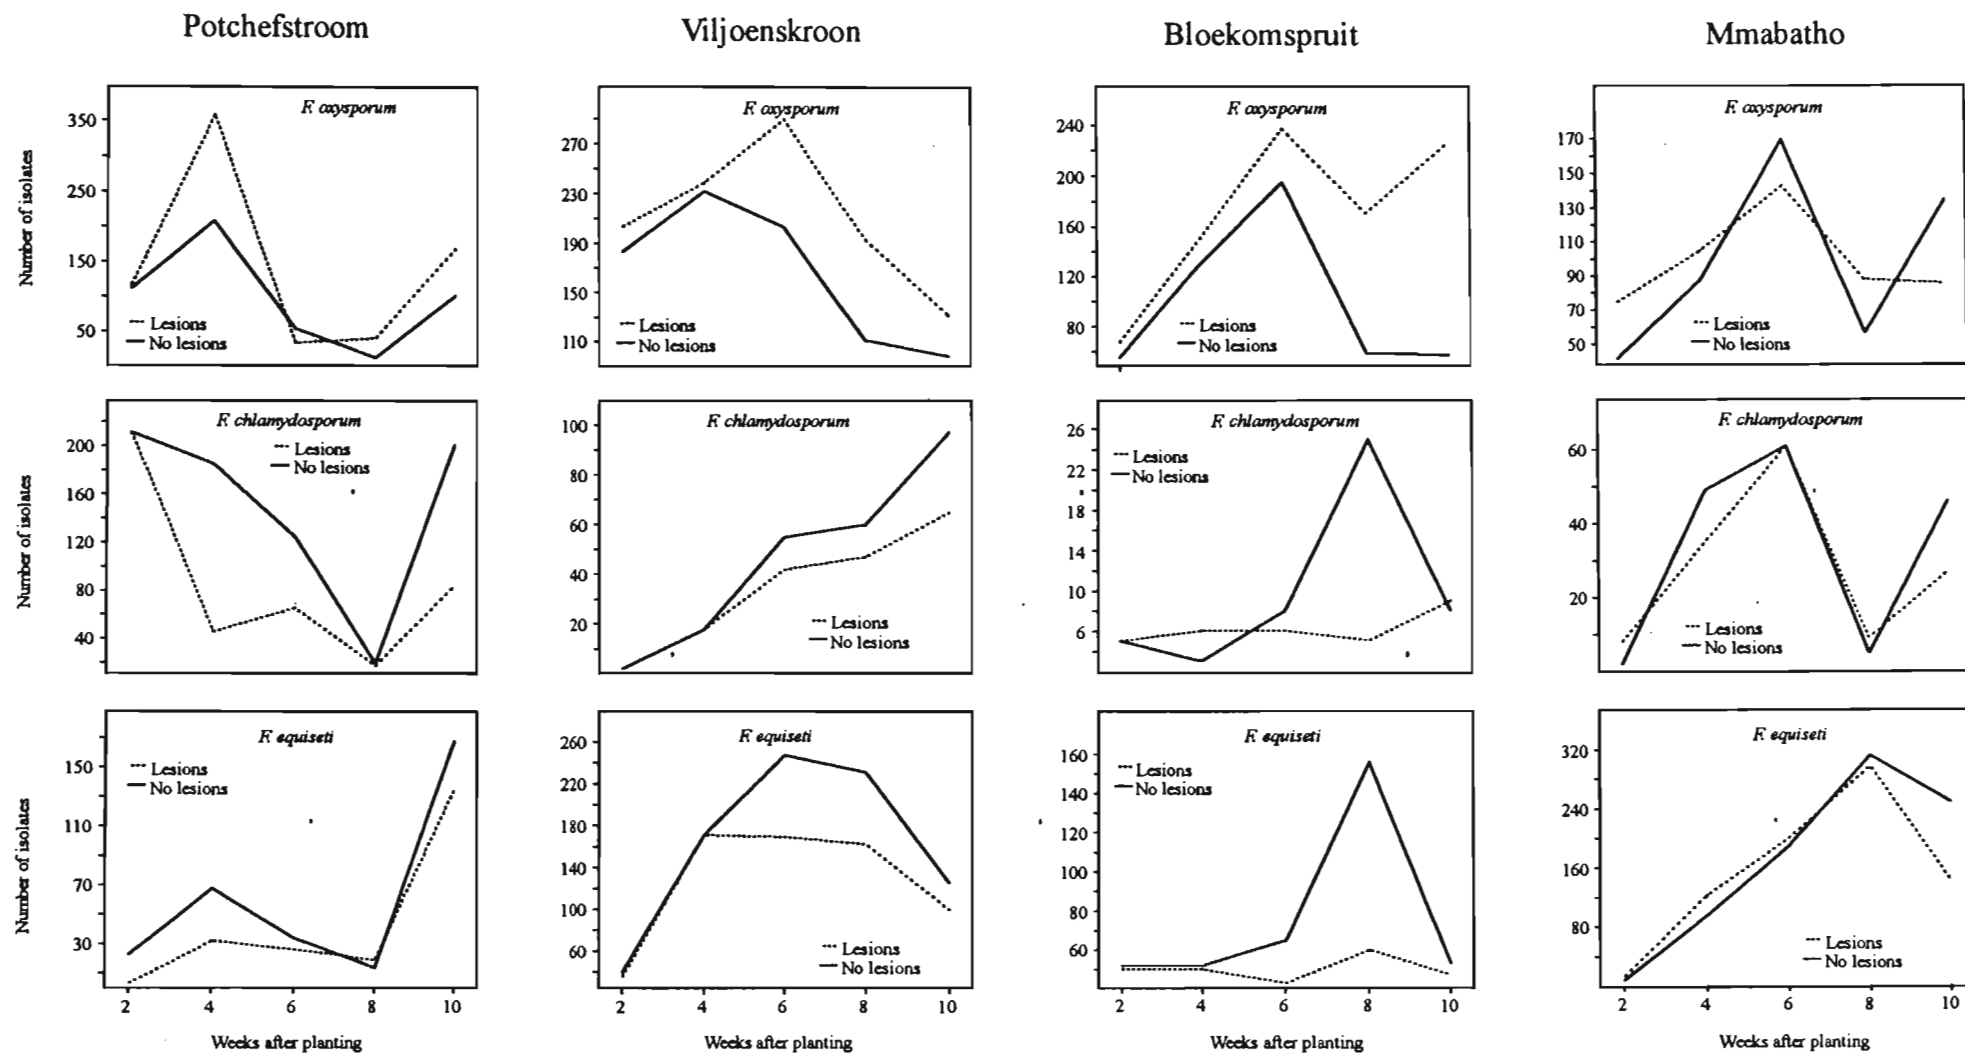 Potchefstroom
Viljoenskroon
Bloekomspruit
Mmabatho
Number of isolates
350
250
150
50
F. oxysporum
Lesions
No lesions
270
230
190
150
110
F. oxysporum
Lesions
No lesions
240
200
160
120
80
F. oxysporum
Lesions
No lesions
170
150
130
110
90
70
50
F. oxysporum
Lesions
No lesions
Number of isolates
200
160
120
80
40
F. chlamydosporum
Lesions
No lesions
100
80
60
40
20
F. chlamydosporum
Lesions
No lesions
26
22
18
14
10
6
F. chlamydosporum
Lesions
No lesions
60
40
20
F. chlamydosporum
Lesions
No lesions
Number of isolates
150
110
70
30
F. equiseti
Lesions
No lesions
2 4 6 8 10
Weeks after planting
260
220
180
140
100
60
F. equiseti
Lesions
No lesions
2 4 6 8 10
Weeks after planting
160
140
120
100
80
60
F. equiseti
Lesions
No lesions
2 4 6 8 10
Weeks after planting
320
240
160
80
F. equiseti
Lesions
No lesions
2 4 6 8 10
Weeks after planting